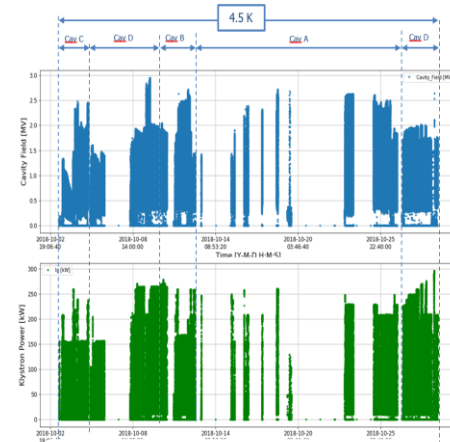 4.5 K
Cav C
Cav D
Cav B
Cav A
Cav D
Cavity_Field [MV]
3.0
2.5
2.0
1.5
1.0
0.5
0.0
Cavity Field [MV]
2018-10-02 2018-10-08 2018-10-14 2018-10-20 2018-10-25
19:06:40 14:00:00 08:53:20 03:46:40 22:40:00
Time [Y-M-D H:M:S]
[kW]
300
250
200
150
100
50
0
Klystron Power [kW]
2018-10-02 2018-10-08 2018-10-14 2018-10-20 2018-10-25